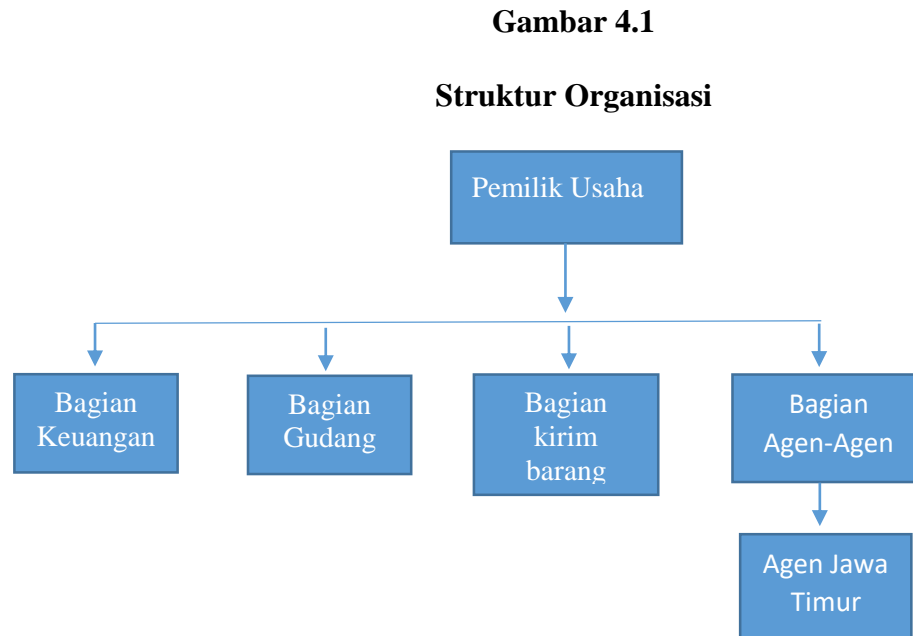 Gambar 4.1
Struktur Organisasi
Pemilik Usaha
Bagian
Keuangan
Bagian
Gudang
Bagian
kirim
barang
Bagian
Agen-Agen
Agen Jawa
Timur